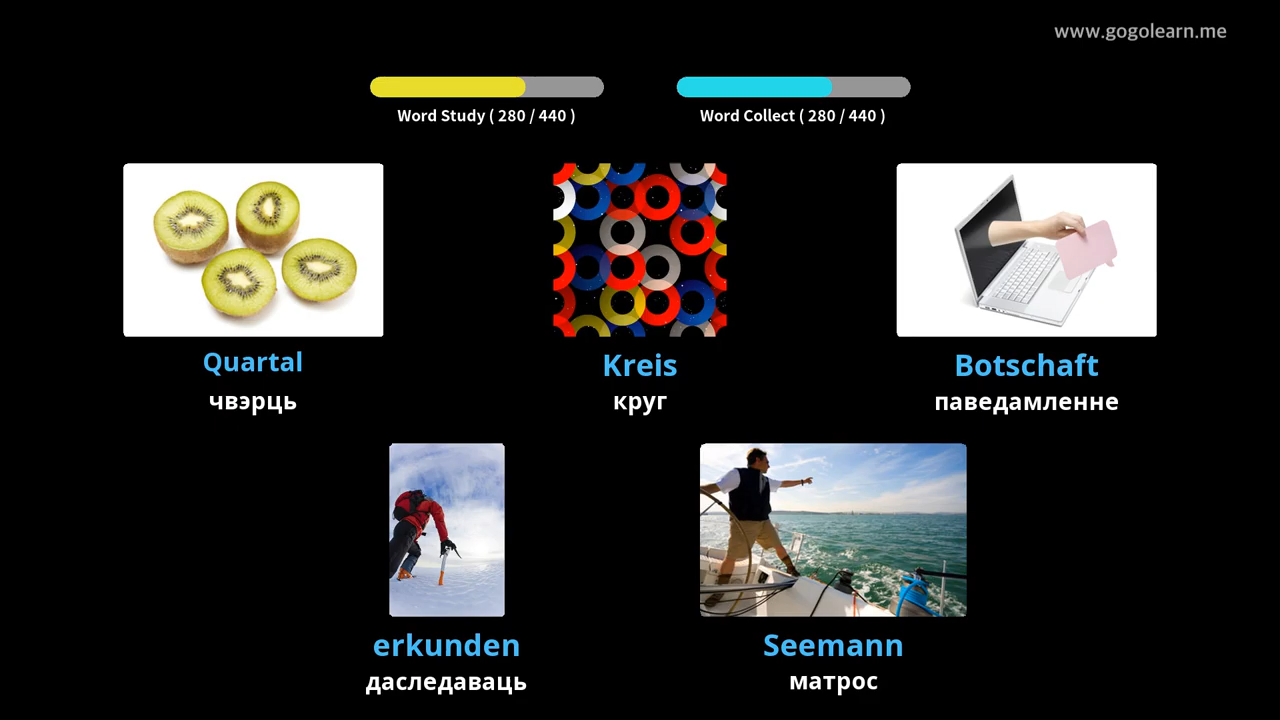 www.gogolearn.me
Word Study ( 280 / 440 )
Word Collect ( 280 / 440 )
Quartal
чвэрць
Kreis
круг
Botschaft
паведамленне
erkunden
даследаваць
Seemann
матрос